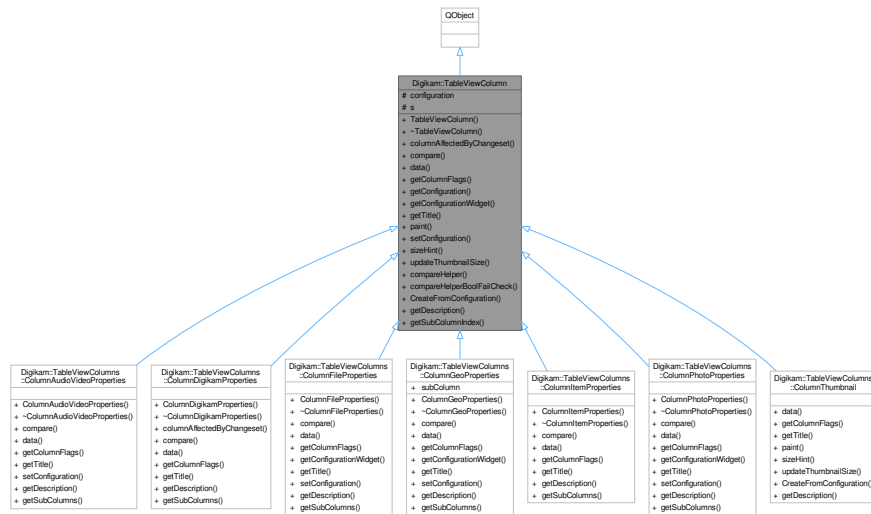 QObject
Digikam::TableViewColumn
# configuration
# s
+ TableViewColumn()
+ ~TableViewColumn()
+ columnAffectedByChangeset()
+ compare()
+ data()
+ getColumnFlags()
+ getConfiguration()
+ getConfigurationWidget()
+ getTitle()
+ paint()
+ setConfiguration()
+ sizeHint()
+ updateThumbnailSize()
+ compareHelper()
+ compareHelperBoolFailCheck()
+ CreateFromConfiguration()
+ getDescription()
+ getSubColumnIndex()
Digikam::TableViewColumns
::ColumnAudioVideoProperties
+ ColumnAudioVideoProperties()
+ ~ColumnAudioVideoProperties()
+ compare()
+ data()
+ getColumnFlags()
+ getTitle()
+ setConfiguration()
+ getDescription()
+ getSubColumns()
Digikam::TableViewColumns
::ColumnDigikamProperties
+ ColumnDigikamProperties()
+ ~ColumnDigikamProperties()
+ columnAffectedByChangeset()
+ compare()
+ data()
+ getColumnFlags()
+ getTitle()
+ getDescription()
+ getSubColumns()
Digikam::TableViewColumns
::ColumnFileProperties
+ ColumnFileProperties()
+ ~ColumnFileProperties()
+ compare()
+ data()
+ getColumnFlags()
+ getConfigurationWidget()
+ getTitle()
+ setConfiguration()
+ getDescription()
+ getSubColumns()
Digikam::TableViewColumns
::ColumnGeoProperties
+ subColumn
+ ColumnGeoProperties()
+ ~ColumnGeoProperties()
+ compare()
+ data()
+ getColumnFlags()
+ getConfigurationWidget()
+ getTitle()
+ setConfiguration()
+ getDescription()
+ getSubColumns()
Digikam::TableViewColumns
::ColumnItemProperties
+ ColumnItemProperties()
+ ~ColumnItemProperties()
+ compare()
+ data()
+ getColumnFlags()
+ getTitle()
+ getDescription()
+ getSubColumns()
Digikam::TableViewColumns
::ColumnPhotoProperties
+ ColumnPhotoProperties()
+ ~ColumnPhotoProperties()
+ compare()
+ data()
+ getColumnFlags()
+ getConfigurationWidget()
+ getTitle()
+ setConfiguration()
+ getDescription()
+ getSubColumns()
Digikam::TableViewColumns
::ColumnThumbnail
+ data()
+ getColumnFlags()
+ getTitle()
+ paint()
+ sizeHint()
+ updateThumbnailSize()
+ CreateFromConfiguration()
+ getDescription()